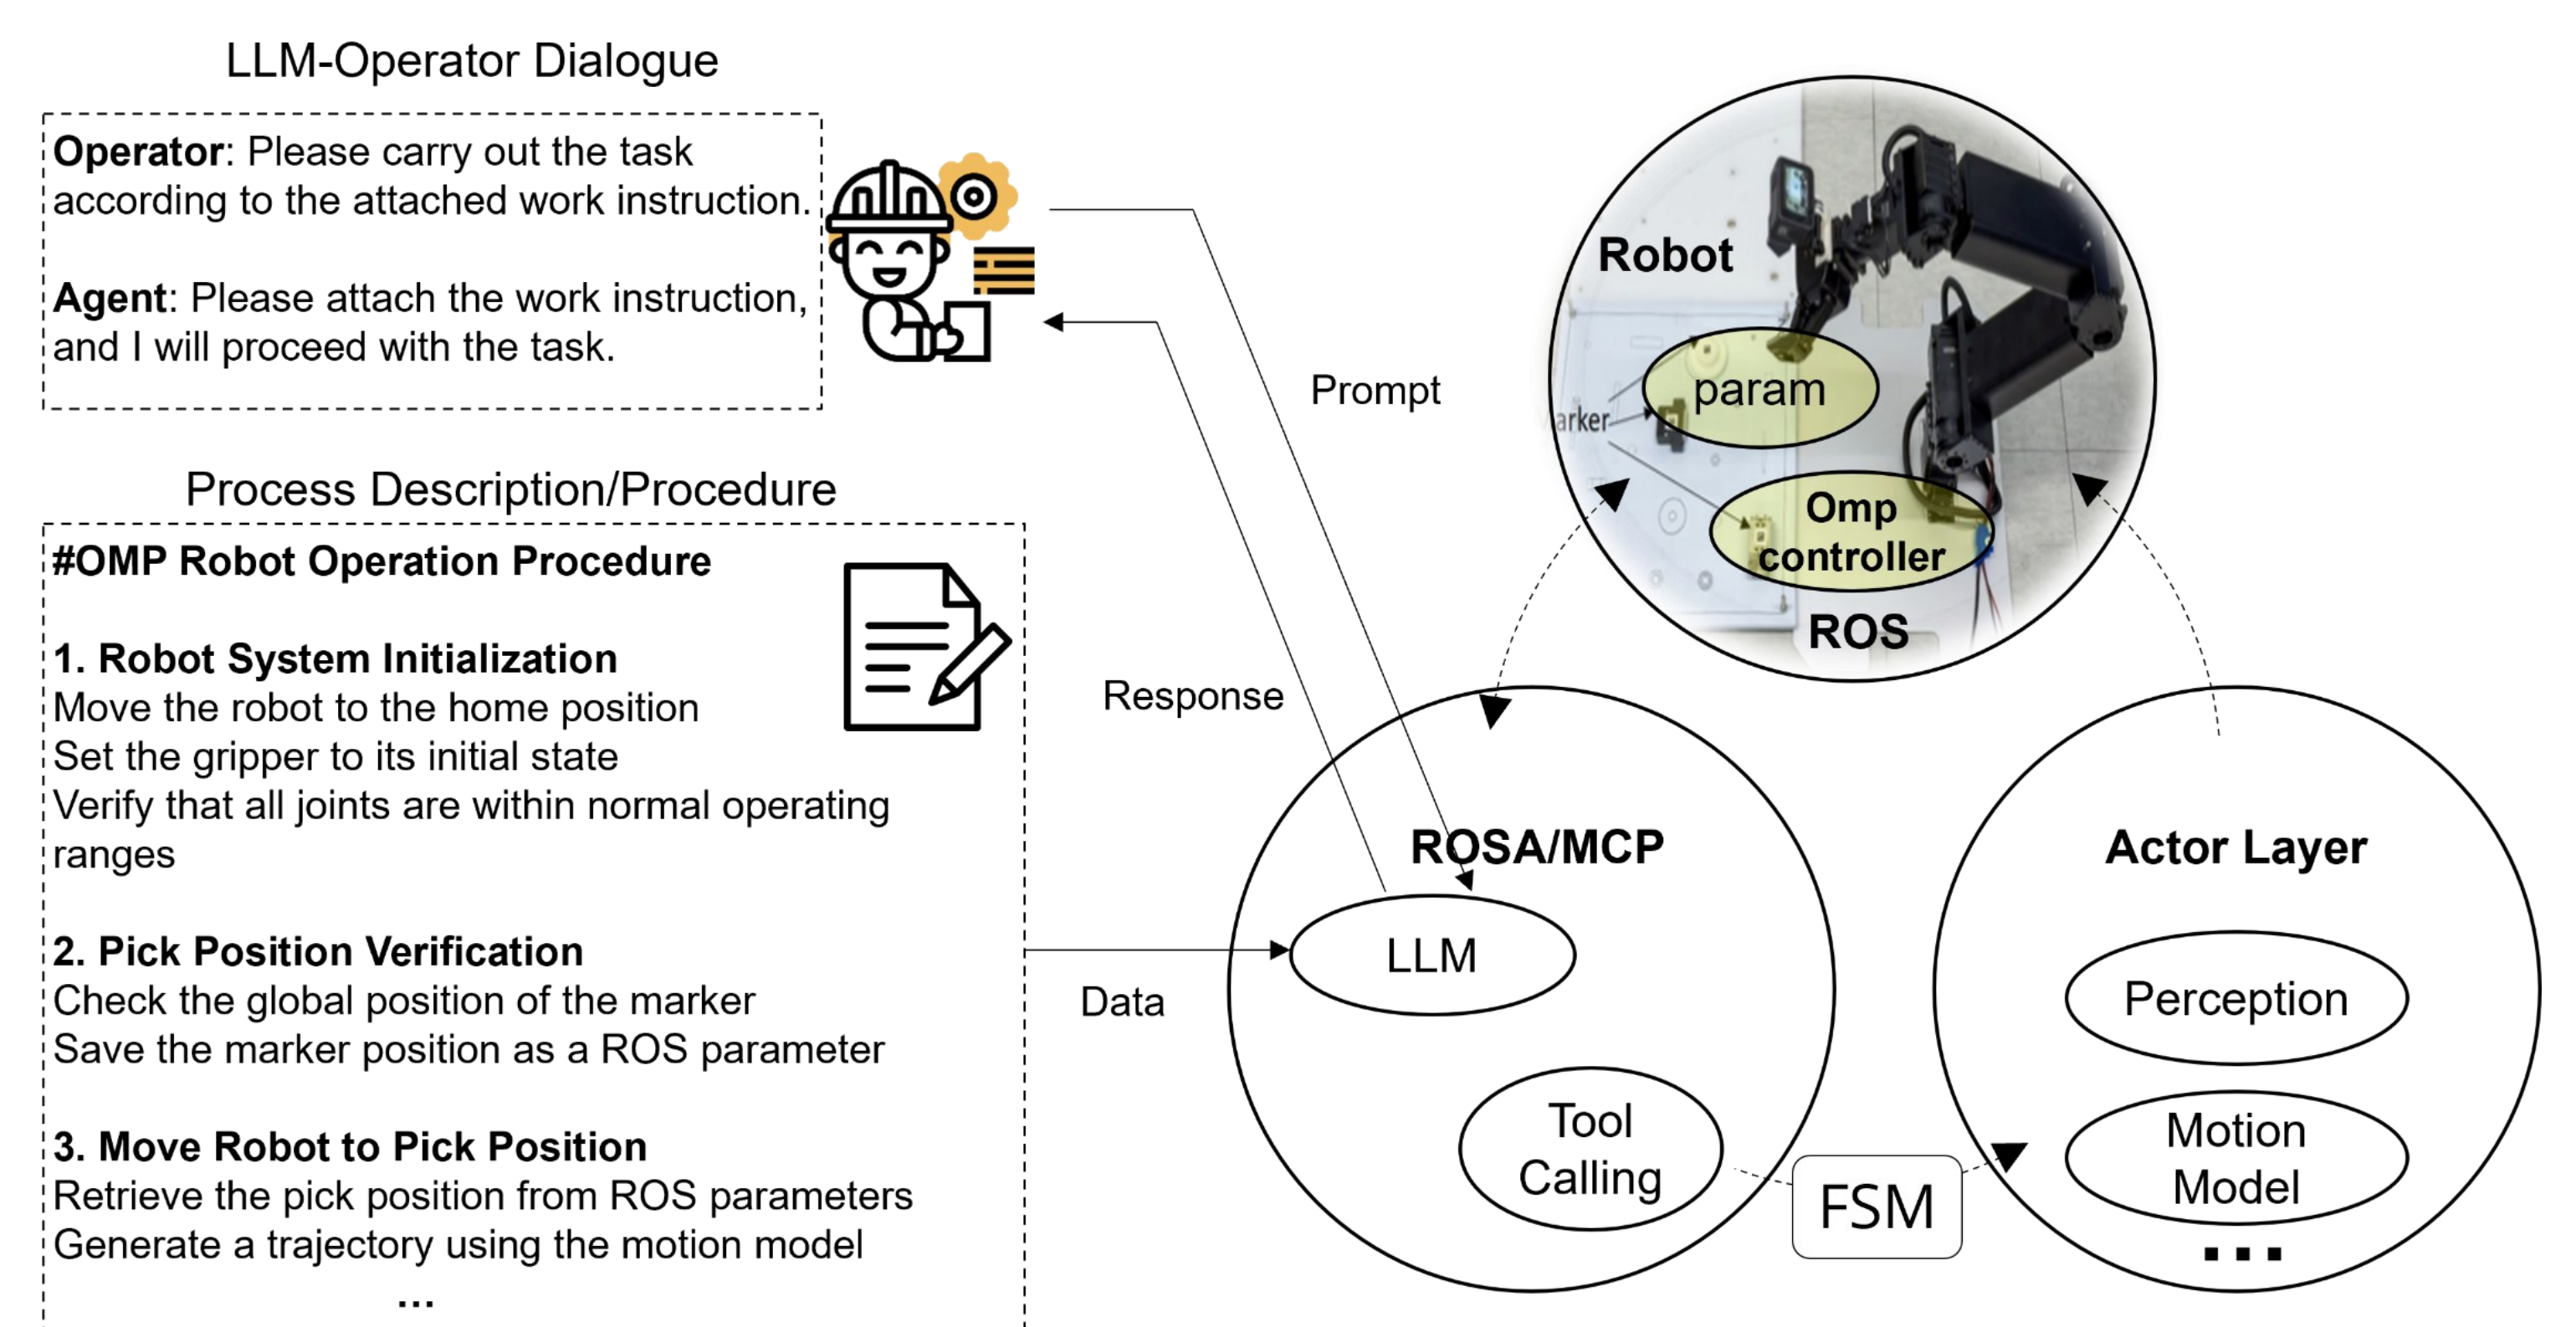 LLM-Operator Dialogue
Operator: Please carry out the task
according to the attached work instruction.
Agent: Please attach the work instruction,
and I will proceed with the task.
Process Description/Procedure
#OMP Robot Operation Procedure
1. Robot System Initialization
Move the robot to the home position
Set the gripper to its initial state
Verify that all joints are within normal operating
ranges
2. Pick Position Verification
Check the global position of the marker
Save the marker position as a ROS parameter
3. Move Robot to Pick Position
Retrieve the pick position from ROS parameters
Generate a trajectory using the motion model
...
Prompt
Response
Data
Robot
param
arker
Omp
controller
ROS
ROSA/MCP
LLM
Tool
Calling
FSM
Actor Layer
Perception
Motion
Model
...